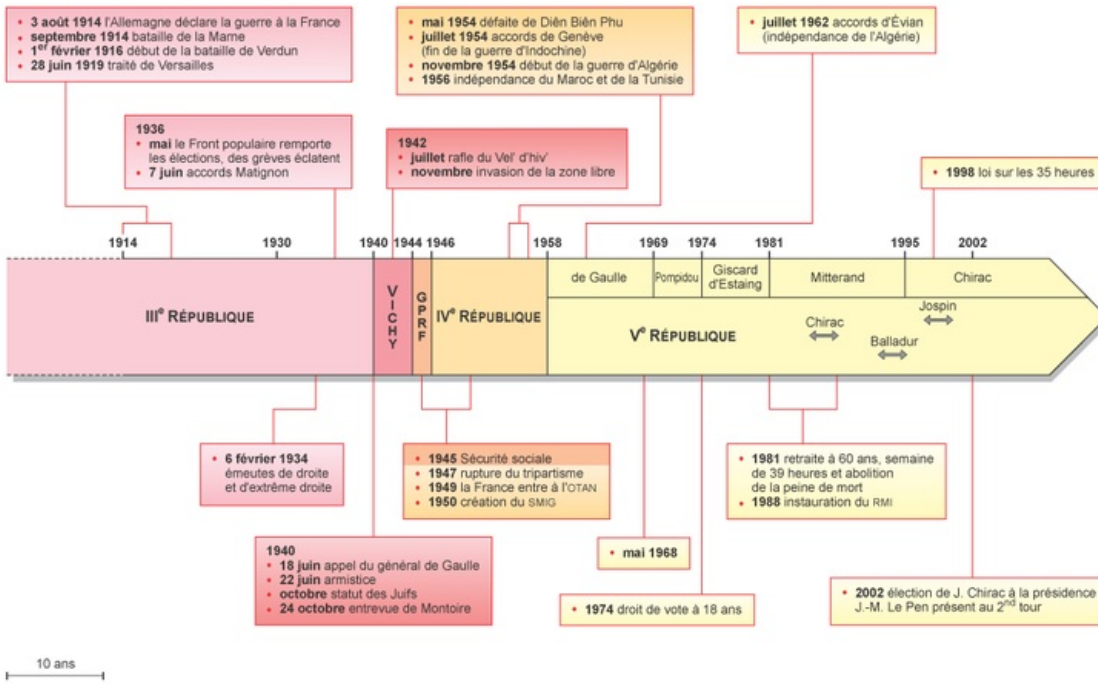 • 3 août 1914 l'Allemagne déclare la guerre à la France
• septembre 1914 bataille de la Marne
• 1er février 1916 début de la bataille de Verdun
• 28 juin 1919 traité de Versailles
• mai 1954 défaite de Diên Biên Phu
• juillet 1954 accords de Genève
(fin de la guerre d'Indochine)
• novembre 1954 début de la guerre d'Algérie
• 1956 indépendance du Maroc et de la Tunisie
• juillet 1962 accords d'Évian
(indépendance de l'Algérie)
1936
• mai le Front populaire remporte
les élections, des grèves éclatent
• 7 juin accords Matignon
1942
• juillet rafle du Vel' d'hiv'
• novembre invasion de la zone libre
• 1998 loi sur les 35 heures
1914 1930 1940 1944 1946 1958 1969 1974 1981 1995 2002
IIIe RÉPUBLIQUE
VICHY
GPRF
IVe RÉPUBLIQUE
de Gaulle
Pompidou
Giscard
d'Estaing
Mitterand
Chirac
Ve RÉPUBLIQUE
Chirac
Balladur
Jospin
• 6 février 1934
émeutes de droite
et d'extrême droite
• 1945 Sécurité sociale
• 1947 rupture du tripartisme
• 1949 la France entre à l'OTAN
• 1950 création du SMIG
• 1981 retraite à 60 ans, semaine
de 39 heures et abolition
de la peine de mort
• 1988 instauration du RMI
1940
• 18 juin appel du général de Gaulle
• 22 juin armistice
• octobre statut des Juifs
• 24 octobre entrevue de Montoire
• mai 1968
• 1974 droit de vote à 18 ans
• 2002 élection de J. Chirac à la présidence
J.-M. Le Pen présent au 2nd tour
10 ans